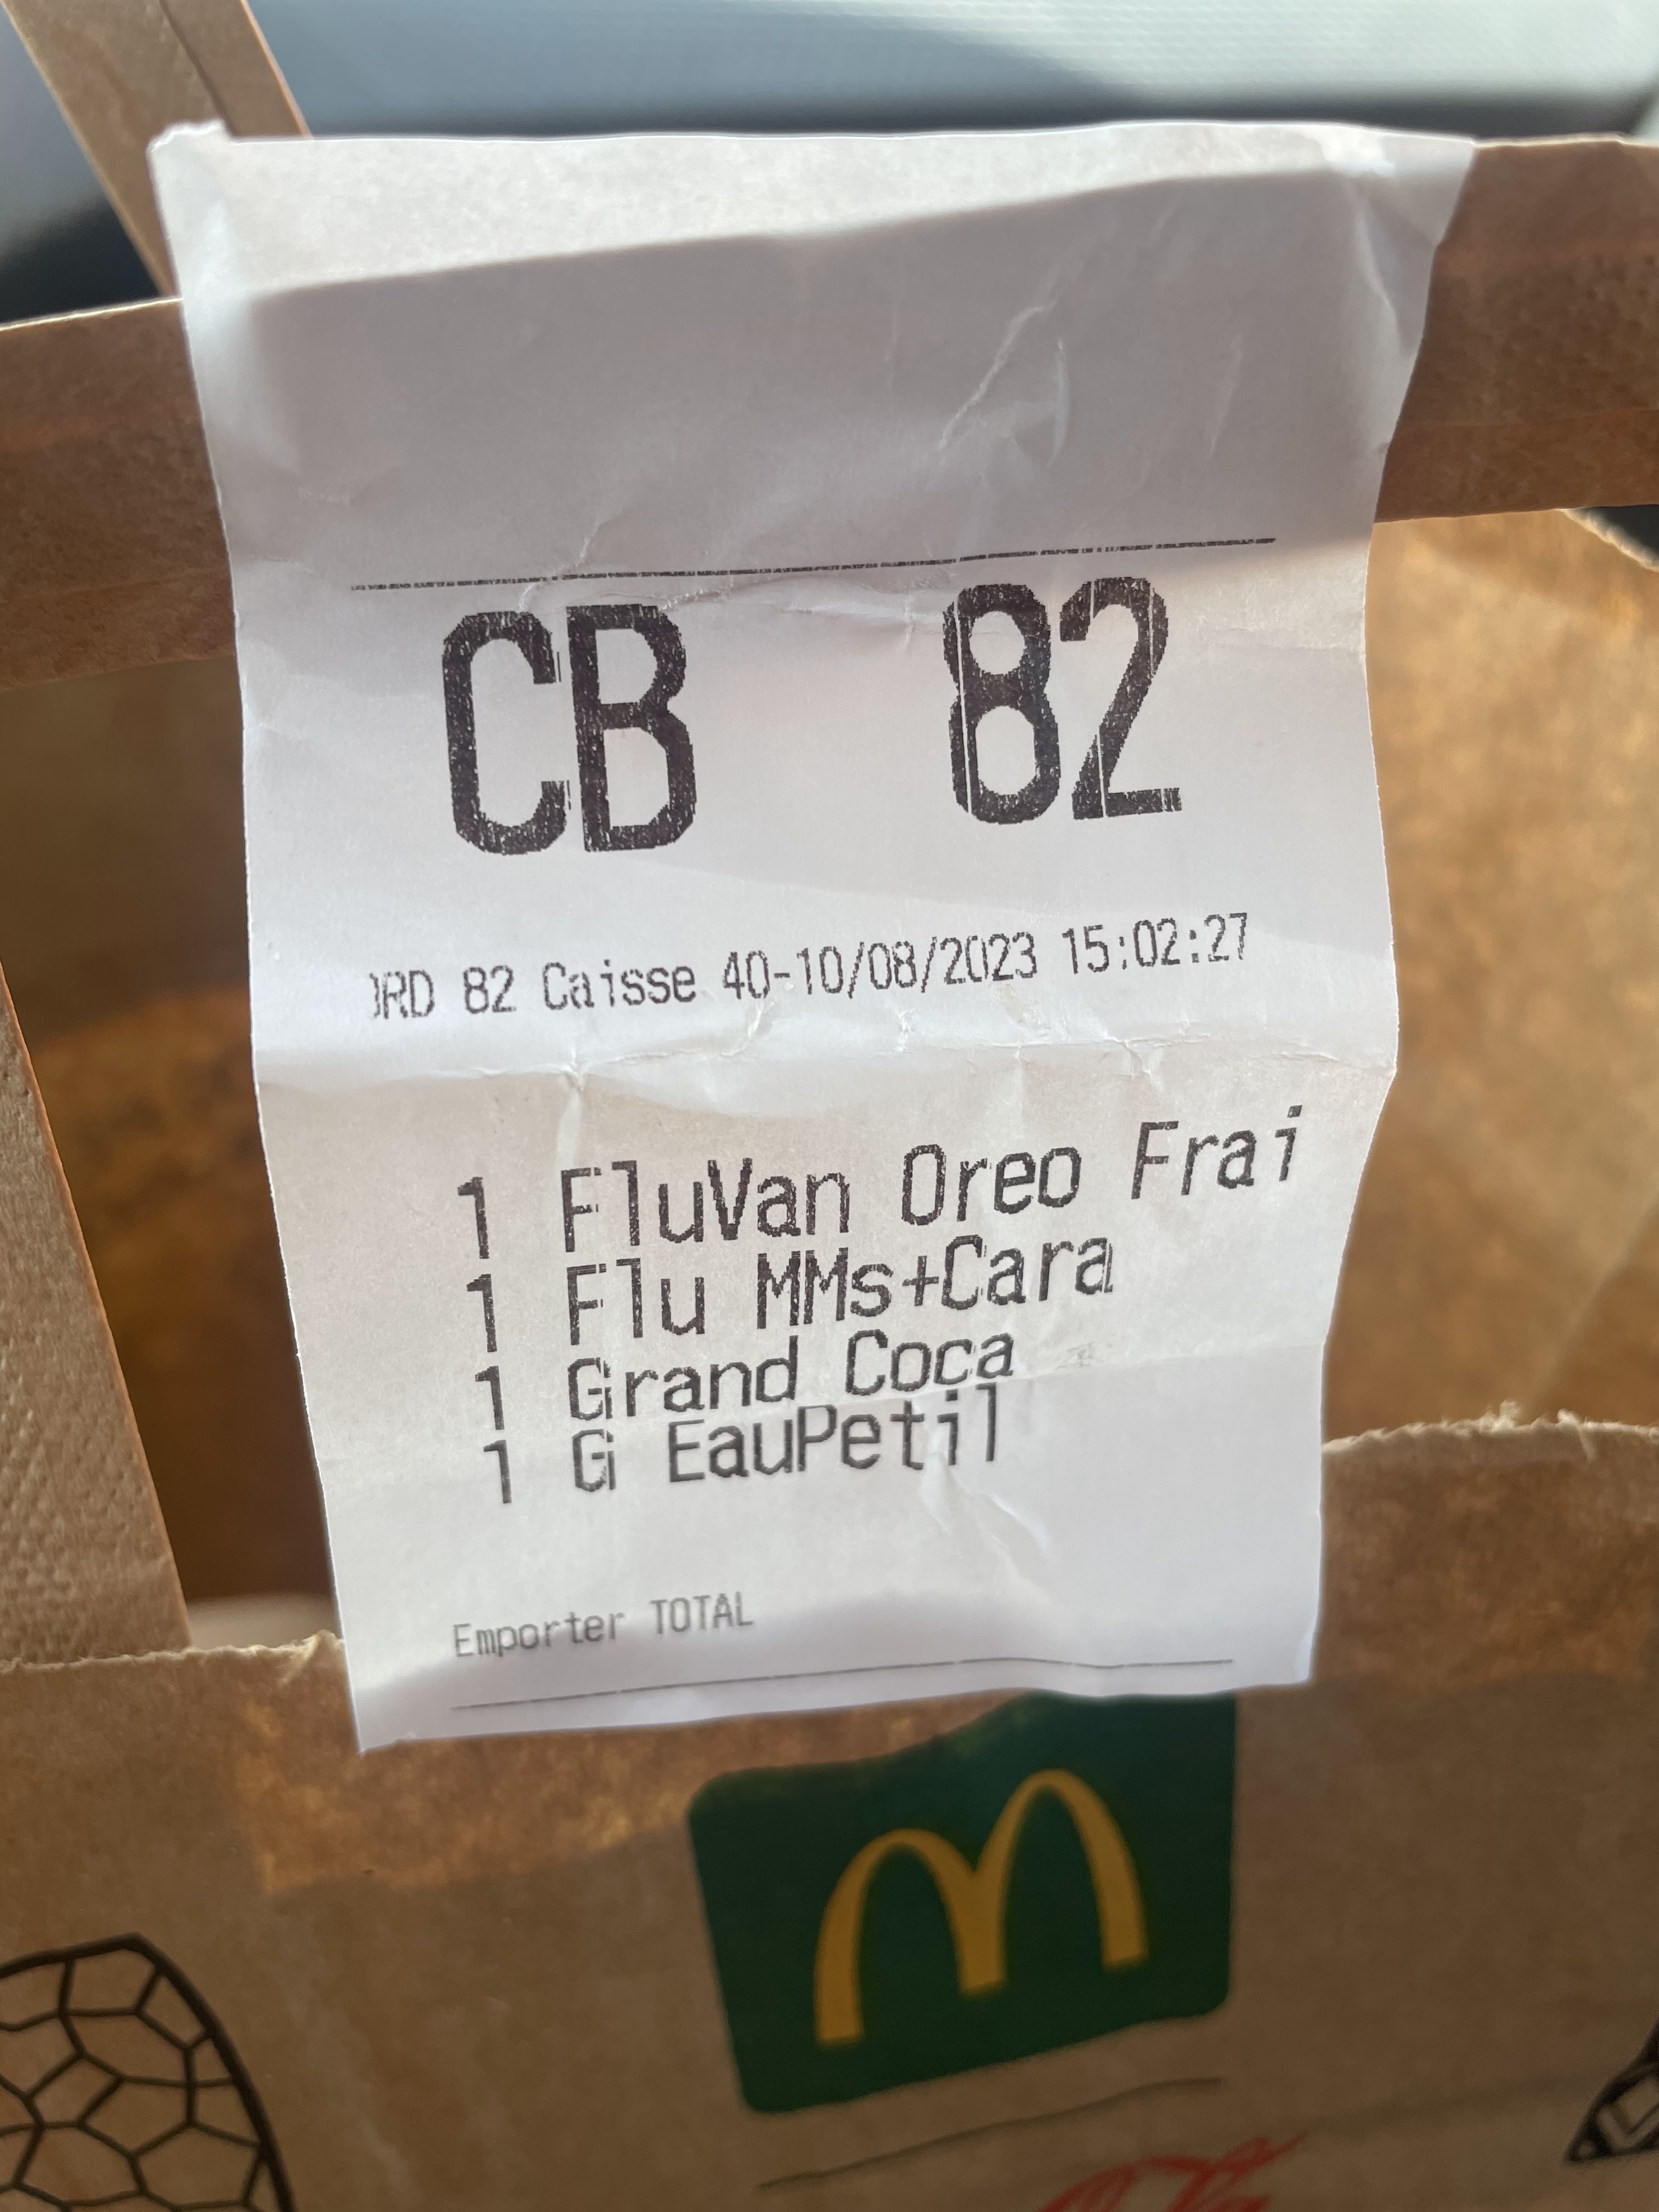 CB 82
ORD 82 Caisse 40-10/08/2023 15:02:27
1 FluVan Oreo Frai
1 Flu MMs+Cara
1 Grand Coca
1 G EauPetil
Emporter TOTAL